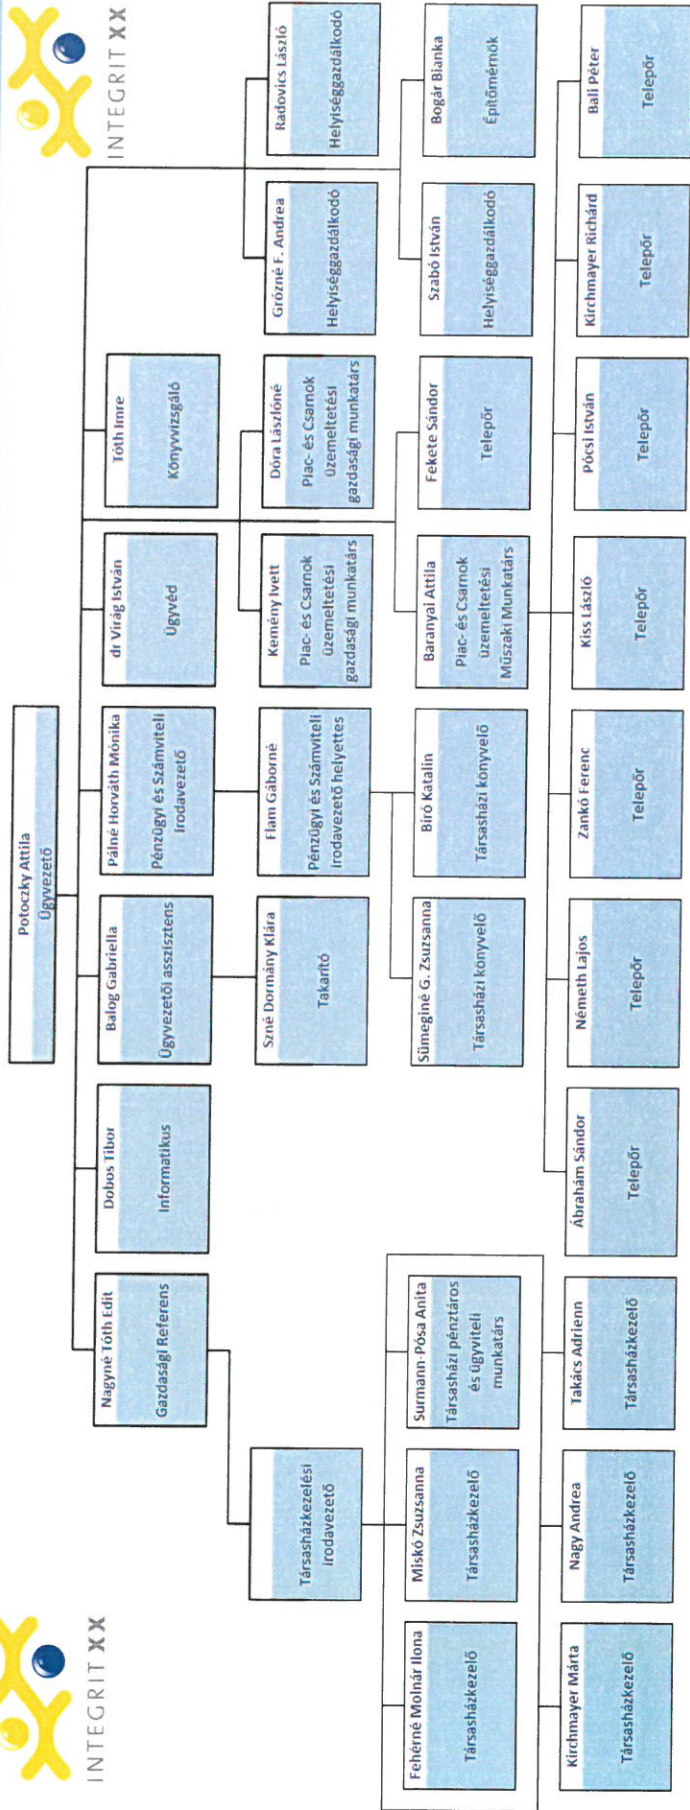 INTEGRIT XX
INTEGRIT XX
Potoczky Attila
Ügyvezető
Nagyné Tóth Edit
Gazdasági Referens
Dobos Tibor
Informatikus
Balog Gabriella
Ügyvezetői asszisztens
Pálné Horváth Mónika
Pénzügyi és Számviteli
Irodavezető
dr Virág István
Ügyvéd
Tóth Imre
Könyvvizsgáló
Társasházkezelési
irodavezető
Szné Dormány Klára
Takarító
Flam Gáborné
Pénzügyi és Számviteli
irodavezető helyettes
Kemény Ivett
Piac- és Csarnok
üzemeltetési
gazdasági munkatárs
Dóra Lászlóné
Piac- és Csarnok
üzemeltetési
gazdasági munkatárs
Grózné F. Andrea
Helyiséggazdálkodó
Radovics László
Helyiséggazdálkodó
Fehérné Molnár Ilona
Társasházkezelő
Miskó Zsuzsanna
Társasházkezelő
Surmann-Pósa Anita
Társasházi pénztáros
és ügyviteli
munkatárs
Sümeginé G. Zsuzsanna
Társasházi könyvelő
Bíró Katalin
Társasházi könyvelő
Baranyai Attila
Piac- és Csarnok
üzemeltetési
Műszaki Munkatárs
Fekete Sándor
Telepőr
Szabó István
Helyiséggazdálkodó
Bogár Bianka
Építőmérnök
Kirchmayer Márta
Társasházkezelő
Nagy Andrea
Társasházkezelő
Takács Adrienn
Társasházkezelő
Ábrahám Sándor
Telepőr
Németh Lajos
Telepőr
Zankó Ferenc
Telepőr
Kiss László
Telepőr
Pócsi István
Telepőr
Kirchmayer Richárd
Telepőr
Bali Péter
Telepőr